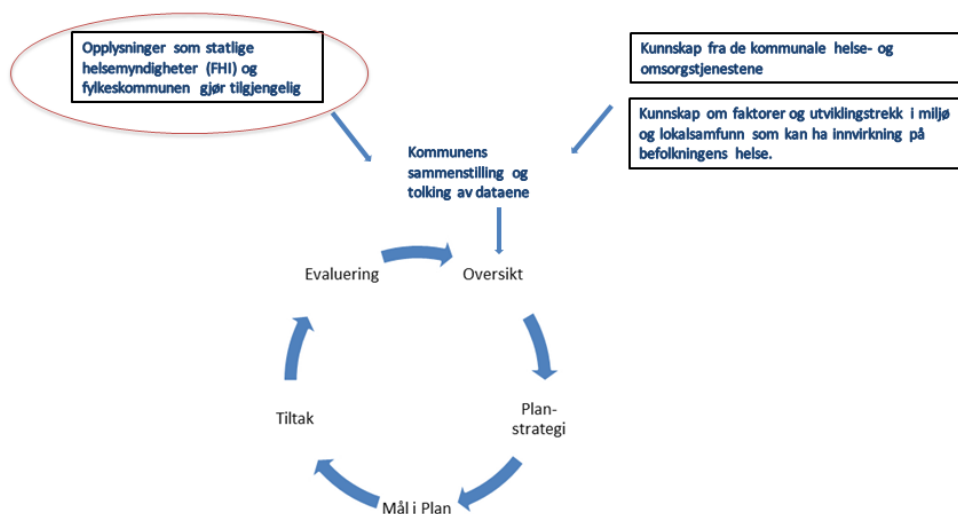 Opplysninger som statlige
helsemyndigheter (FHI) og
fylkeskommunen gjør tilgjengelig
Kunnskap fra de kommunale helse- og
omsorgstjenestene
Kunnskap om faktorer og utviklingstrekk i miljø
og lokalsamfunn som kan ha innvirkning på
befolkningens helse.
Kommunens
sammenstilling og
tolking av dataene
Evaluering
Oversikt
Plan-
strategi
Mål i Plan
Tiltak